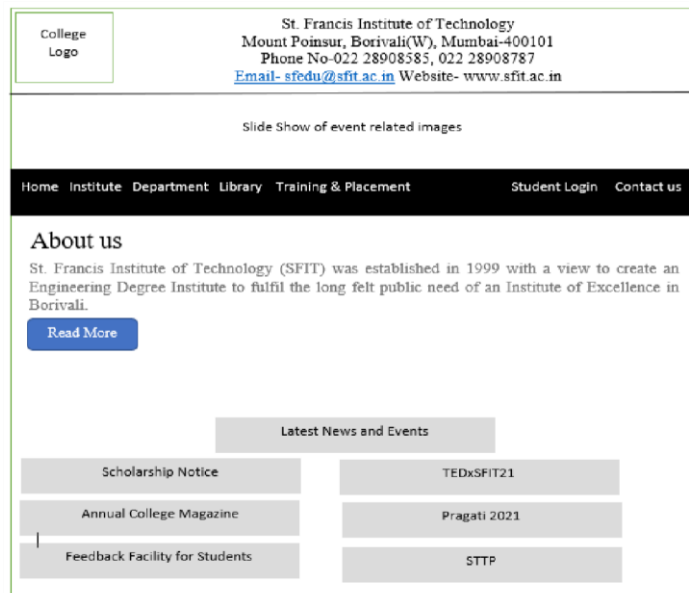 College
Logo
St. Francis Institute of Technology
Mount Poinsur, Borivali(W), Mumbai-400101
Phone No-022 28908585, 022 28908787
Email- sfedu@sfit.ac.in Website- www.sfit.ac.in
Slide Show of event related images
Home Institute Department Library Training & Placement Student Login Contact us
About us
St. Francis Institute of Technology (SFIT) was established in 1999 with a view to create an
Engineering Degree Institute to fulfil the long felt public need of an Institute of Excellence in
Borivali.
Read More
Latest News and Events
Scholarship Notice TEDxSFIT21
Annual College Magazine Pragati 2021
Feedback Facility for Students STTP